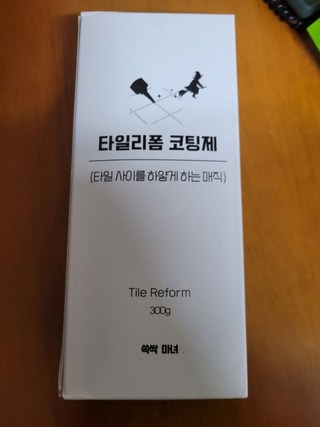 타일리폼 코팅제
(타일 사이를 하얗게 하는 매직)
Tile Reform
300g
쓱싹 마녀